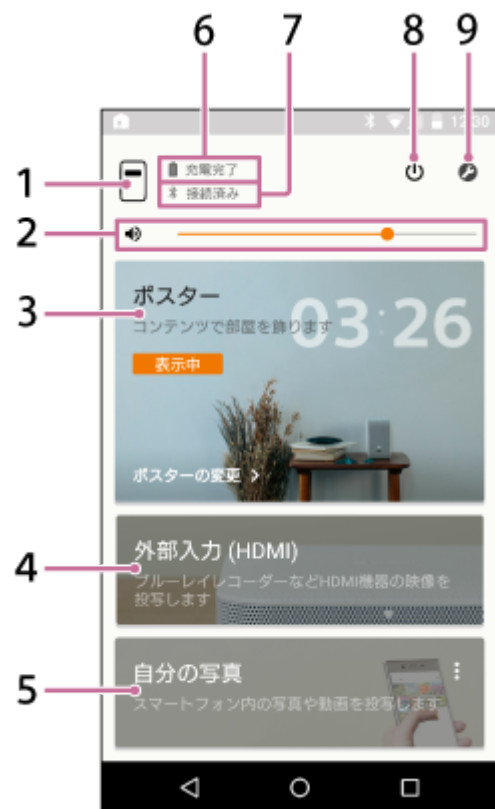 6 7 8 9
12:30
1
充電完了
接続済み
2
3
ポスター
コンテンツで部屋を飾ります
03:26
表示中
ポスターの変更 >
4
外部入力 (HDMI)
ブルーレイレコーダーなどHDMI機器の映像を
投写します
5
自分の写真
スマートフォン内の写真や動画を投写します